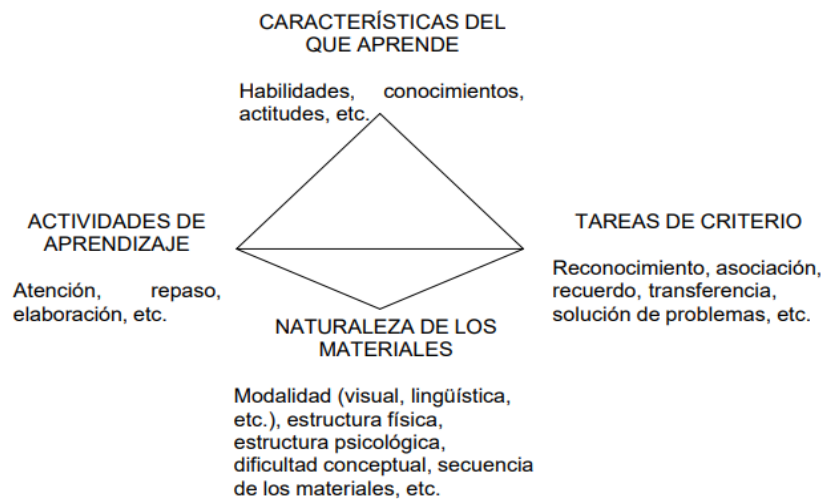 CARACTERÍSTICAS DEL
QUE APRENDE
Habilidades, conocimientos,
actitudes, etc.
ACTIVIDADES DE
APRENDIZAJE
Atención, repaso,
elaboración, etc.
TAREAS DE CRITERIO
Reconocimiento, asociación,
recuerdo, transferencia,
solución de problemas, etc.
NATURALEZA DE LOS
MATERIALES
Modalidad (visual, lingüística,
etc.), estructura física,
estructura psicológica,
dificultad conceptual, secuencia
de los materiales, etc.